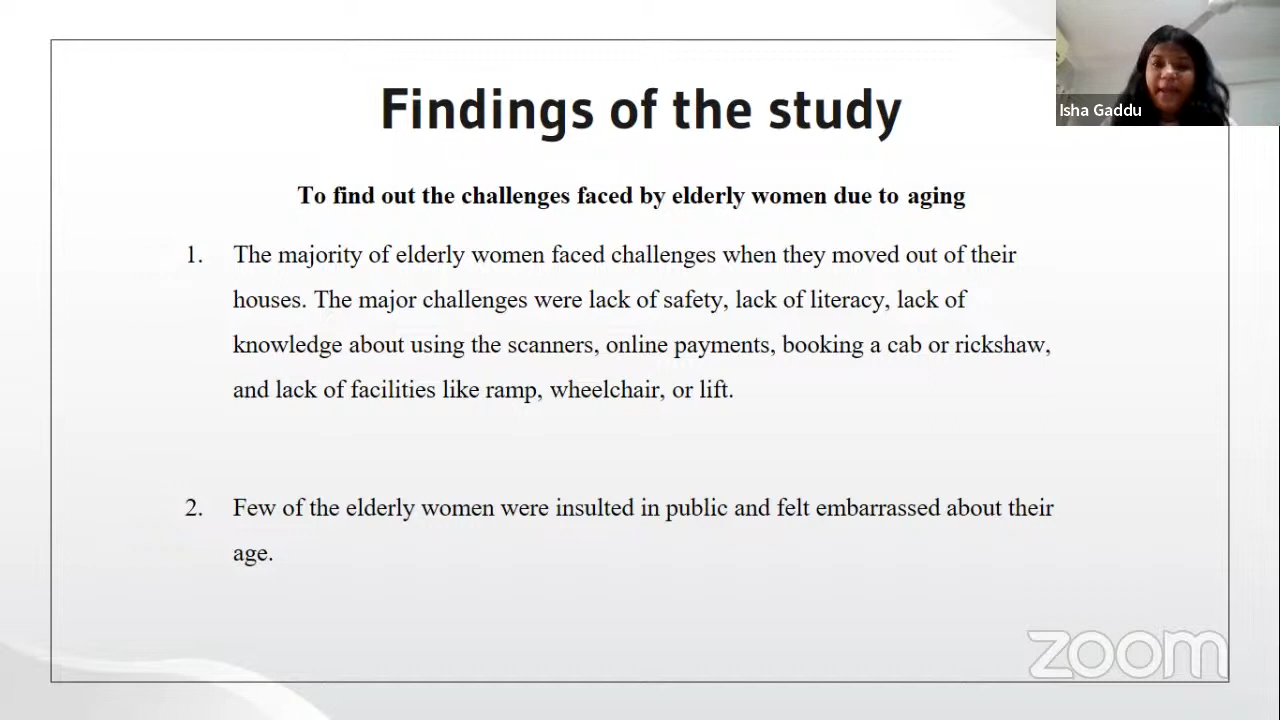 Findings of the study
Isha Gaddu
To find out the challenges faced by elderly women due to aging
1. The majority of elderly women faced challenges when they moved out of their
houses. The major challenges were lack of safety, lack of literacy, lack of
knowledge about using the scanners, online payments, booking a cab or rickshaw,
and lack of facilities like ramp, wheelchair, or lift.
2. Few of the elderly women were insulted in public and felt embarrassed about their
age.
zoom